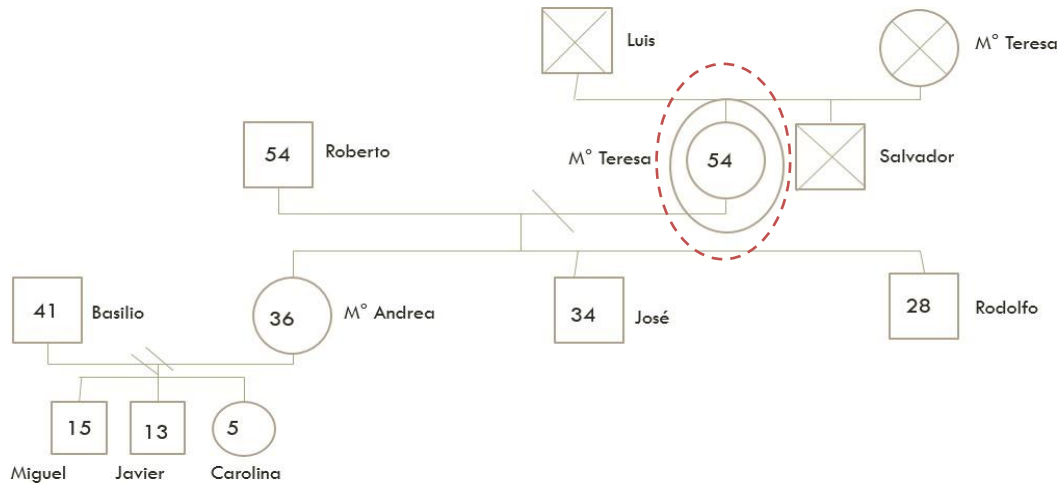 Luis
M° Teresa
54
Roberto
M° Teresa
54
Salvador
41
Basilio
36
M° Andrea
34
José
28
Rodolfo
15
13
5
Miguel
Javier
Carolina